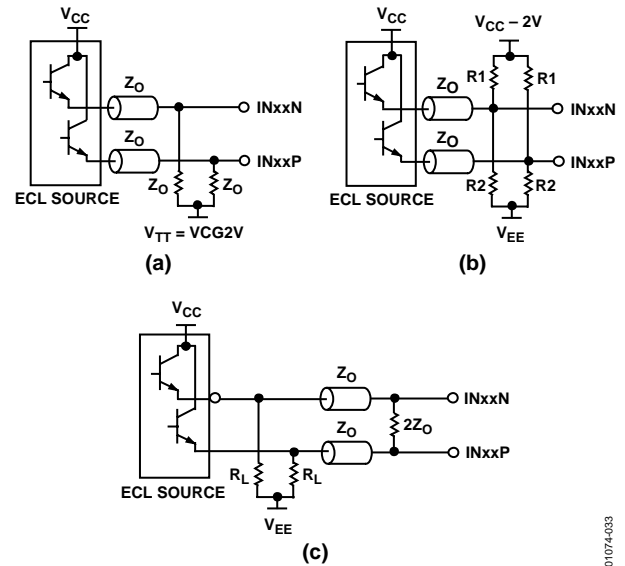 VCC
ZO
INxxN
ZO
INxxP
ZO
ZO
ECL SOURCE
VTT = VCG2V
(a)
VCC – 2V
VCC
R1
R1
ZO
INxxN
ZO
INxxP
R2
R2
ECL SOURCE
VEE
(b)
VCC
ZO
INxxN
2ZO
ZO
INxxP
RL
RL
ECL SOURCE
VEE
(c)
01074-033